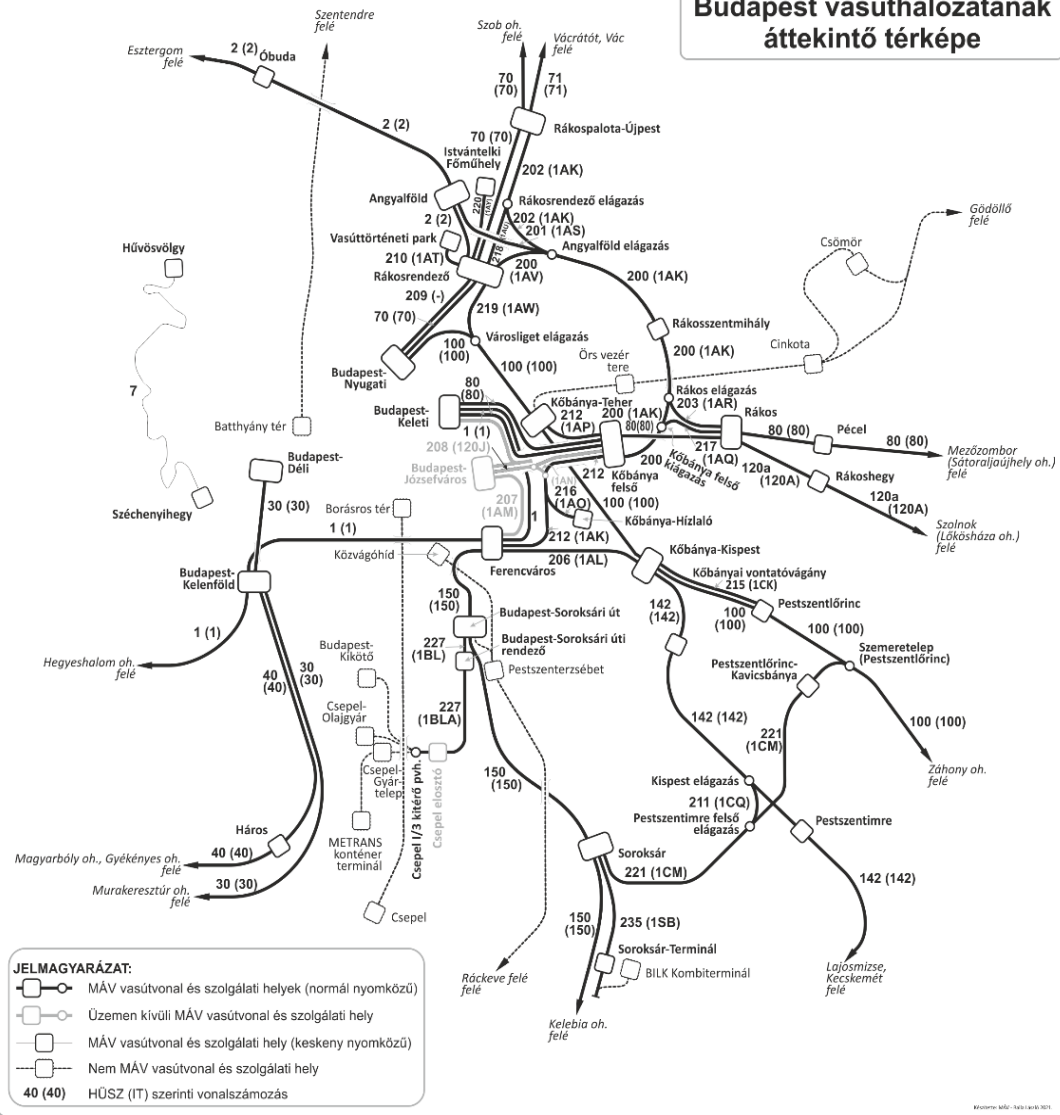 Budapest vasúthálózatának
áttekintő térképe
Szentendre
felé
Szob oh.
felé
Vácrátót, Vác
felé
Esztergom
felé
2 (2)
Óbuda
70
(70)
71
(71)
2 (2)
70 (70)
Rákospalota-Újpest
Istvántelki
Főműhely
202 (1AK)
Angyalföld
220
(1AY)
Rákosrendező elágazás
202 (1AK)
2 (2)
218
(1AU)
201 (1AS)
Gödöllő
felé
Vasúttörténeti park
Angyalföld elágazás
Csömör
Hűvösvölgy
210 (1AT)
Rákosrendező
200
(1AV)
200 (1AK)
209 (-)
219 (1AW)
70 (70)
Rákosszentmihály
100
(100)
Városliget elágazás
Cinkota
200 (1AK)
Örs vezér
tere
Budapest-
Nyugati
100 (100)
7
80
(80)
Rákos elágazás
Kőbánya-Teher
203 (1AR)
Budapest-
Keleti
212
(1AP)
200 (1AK)
80(80)
Rákos
80 (80)
Pécel
80 (80)
Batthyány tér
1 (1)
217
(1AQ)
208 (120J)
Mezőzombor
(Sátoraljaújhely oh.)
felé
Budapest-
Déli
Budapest-
Józsefváros
(1AN)
212
Kőbánya
felső
200
Kőbánya felső
kiágazás
120a
(120A)
Rákoshegy
216
(1AO)
100 (100)
Széchenyihegy
30 (30)
Borásros tér
207
(1AM)
1
Kőbánya-Hízlaló
120a
(120A)
1 (1)
212 (1AK)
Szolnok
(Lőkösháza oh.)
felé
Közvágóhíd
206 (1AL)
Kőbánya-Kispest
Ferencváros
Budapest-
Kelenföld
Kőbányai vontatóvágány
215 (1CK)
150
(150)
142
(142)
Pestszentlőrinc
100
(100)
Budapest-Soroksári út
1 (1)
100 (100)
227
(1BL)
Budapest-Soroksári úti
rendező
Szemeretelep
(Pestszentlőrinc)
Hegyeshalom oh.
felé
Budapest-
Kikötő
Pestszenterzsébet
Pestszentlőrinc-
Kavicsbánya
40
(40)
30
(30)
Csepel-
Olajgyár
227
(1BLA)
142 (142)
100 (100)
221
(1CM)
Csepel-
Gyár-
telep
Csepel I/3 kitérő pvh.
Csepel elosztó
150
(150)
Záhony oh.
felé
Kispest elágazás
211 (1CQ)
Pestszentimre felső
elágazás
Pestszentimre
Háros
METRANS
konténer
terminál
Magyarbóly oh., Gyékényes oh.
felé
40 (40)
Soroksár
221 (1CM)
142 (142)
Murakeresztúr oh.
felé
30 (30)
Csepel
150
(150)
235 (1SB)
Soroksár-Terminál
BILK Kombiterminál
Lajosmizse,
Kecskemét
felé
Ráckeve felé
felé
Kelebia oh.
felé
JELMAGYARÁZAT:
MÁV vasútvonal és szolgálati helyek (normál nyomközű)
Üzemen kívüli MÁV vasútvonal és szolgálati hely
MÁV vasútvonal és szolgálati hely (keskeny nyomközű)
Nem MÁV vasútvonal és szolgálati hely
40 (40)
HÜSZ (IT) szerinti vonalszámozás